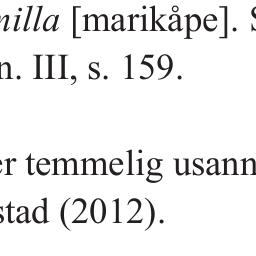 milla [marikåpe]. S
n. III, s. 159.
er temmelig usann
stad (2012).